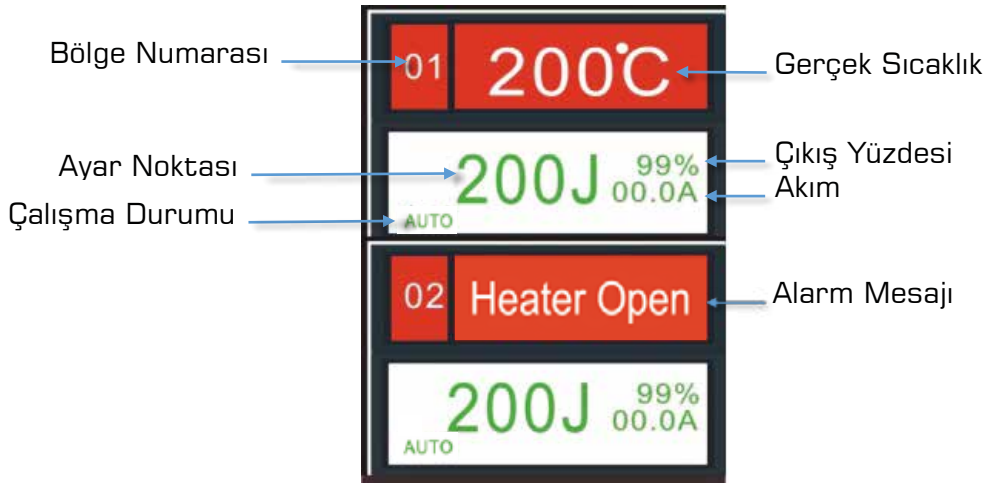 Bölge Numarası
01
200°C
Gerçek Sıcaklık
Ayar Noktası
200J
99%
Çıkış Yüzdesi
00.0A
Akım
Çalışma Durumu
AUTO
02
Heater Open
Alarm Mesajı
200J
99%
00.0A
AUTO